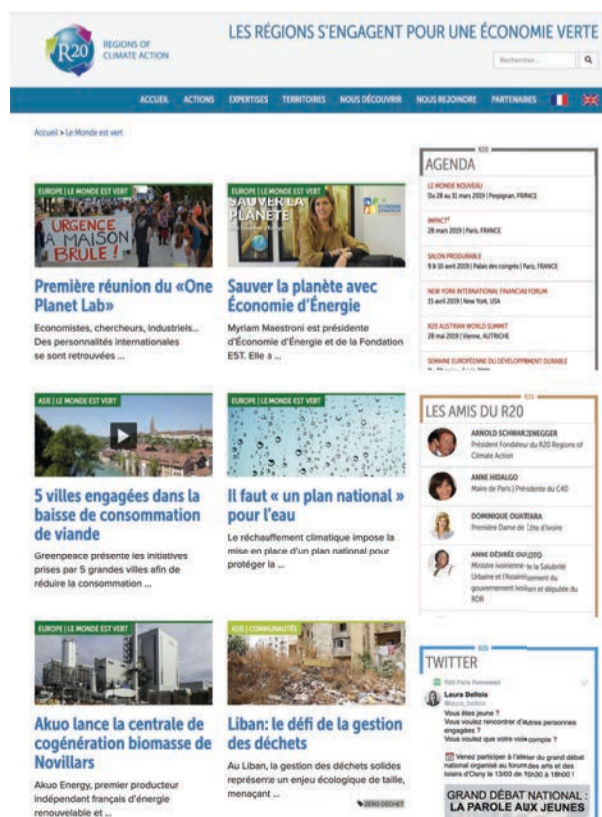 R20
REGIONS OF
CLIMATE ACTION
LES RÉGIONS S'ENGAGENT POUR UNE ÉCONOMIE VERTE
Rechercher...
ACCUEIL ACTIONS EXPERTISES TERRITOIRES NOUS DÉCOUVRIR NOUS REJOINDRE PARTENAIRES
Accueil > Le Monde est vert
EUROPE | LE MONDE EST VERT
URGENCE
A MAISON
BRULE !
Première réunion du «One
Planet Lab»
Economistes, chercheurs, industriels...
Des personnalités internationales
se sont retrouvées ...
EUROPE | LE MONDE EST VERT
SAUVER LA
PLANÈTE
Sauver la planète avec
Économie d'Énergie
Myriam Maestroni est présidente
d'Économie d'Énergie et de la Fondation
E5T. Elle a ...
ASIE | LE MONDE EST VERT
5 villes engagées dans la
baisse de consommation
de viande
Greenpeace présente les initiatives
prises par 5 grandes villes afin de
réduire la consommation ...
EUROPE | LE MONDE EST VERT
Il faut « un plan national »
pour l'eau
Le réchauffement climatique impose la
mise en place d'un plan national pour
protéger la ...
EUROPE | LE MONDE EST VERT
Akuo lance la centrale de
cogénération biomasse de
Novillars
Akuo Energy, premier producteur
indépendant français d'énergie
renouvelable et ...
ASIE | COMMUNAUTÉS
Liban: le défi de la gestion
des déchets
Au Liban, la gestion des déchets solides
représente un enjeu écologique de taille,
menaçant ...
ZERO DÉCHET
R20
AGENDA
LE MONDE NOUVEAU
Du 28 au 31 mars 2019 | Perpignan, FRANCE
IMPACT²
28 mars 2019 | Paris, FRANCE
SALON PRODURABLE
9 & 10 avril 2019 | Palais des congrès | Paris, FRANCE
NEW YORK INTERNATIONAL FINANCIAL FORUM
15 avril 2019 | New York, USA
R20 AUSTRIAN WORLD SUMMIT
28 mai 2019 | Vienne, AUTRICHE
SEMAINE EUROPÉENNE DU DÉVELOPPEMENT DURABLE
R20
LES AMIS DU R20
ARNOLD SCHWARZENEGGER
Président Fondateur du R20 Regions of
Climate Action
ANNE HIDALGO
Maire de Paris | Présidente du C40
DOMINIQUE OUATTARA
Première Dame de Côte d'Ivoire
ANNE DÉSIRÉE OULOTO
Ministre ivoirienne de la Salubrité
Urbaine et l'Assainissement du
gouvernement ivoirien et députée du
RDR
R20
TWITTER
R20 Paris Retweeted
Laura Bellois
@laura_bellois
Vous êtes jeune ?
Vous voulez rencontrer d'autres personnes
engagées ?
Vous voulez que votre voix compte ?
Venez participer à l'atelier du grand débat
national organisé au forum des arts et des
loisirs d'Osny le 13/03 de 15h30 à 18h00 !
GRAND DÉBAT NATIONAL :
LA PAROLE AUX JEUNES